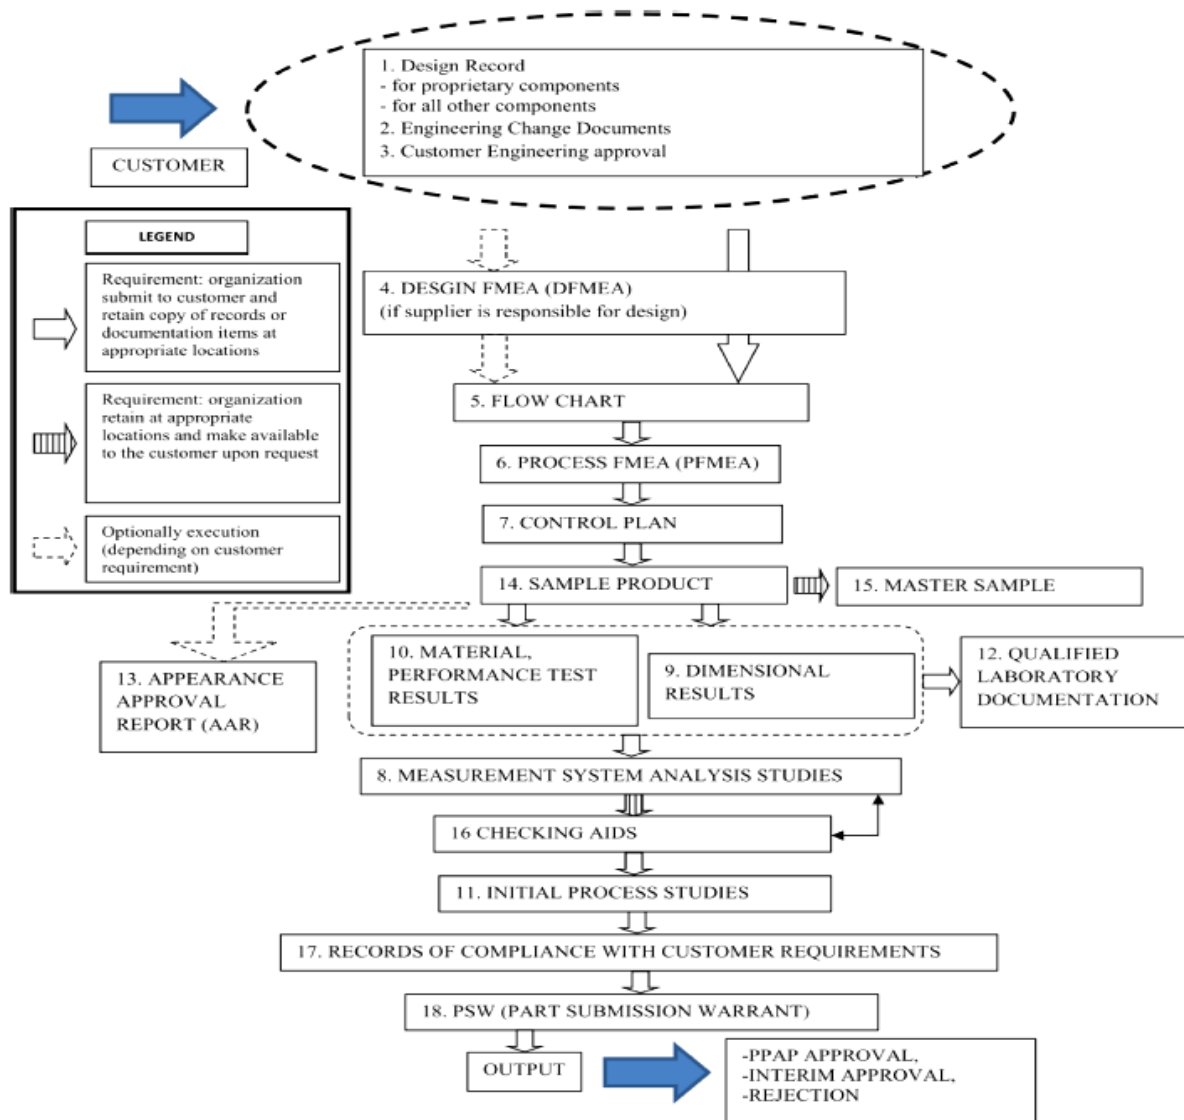 1. Design Record
- for proprietary components
- for all other components
2. Engineering Change Documents
3. Customer Engineering approval
CUSTOMER
LEGEND
Requirement: organization
submit to customer and
retain copy of records or
documentation items at
appropriate locations
Requirement: organization
retain at appropriate
locations and make available
to the customer upon request
Optionally execution
(depending on customer
requirement)
4. DESGIN FMEA (DFMEA)
(if supplier is responsible for design)
5. FLOW CHART
6. PROCESS FMEA (PFMEA)
7. CONTROL PLAN
14. SAMPLE PRODUCT
15. MASTER SAMPLE
13. APPEARANCE
APPROVAL
REPORT (AAR)
10. MATERIAL,
PERFORMANCE TEST
RESULTS
9. DIMENSIONAL
RESULTS
12. QUALIFIED
LABORATORY
DOCUMENTATION
8. MEASUREMENT SYSTEM ANALYSIS STUDIES
16 CHECKING AIDS
11. INITIAL PROCESS STUDIES
17. RECORDS OF COMPLIANCE WITH CUSTOMER REQUIREMENTS
18. PSW (PART SUBMISSION WARRANT)
OUTPUT
-PPAP APPROVAL,
-INTERIM APPROVAL,
-REJECTION